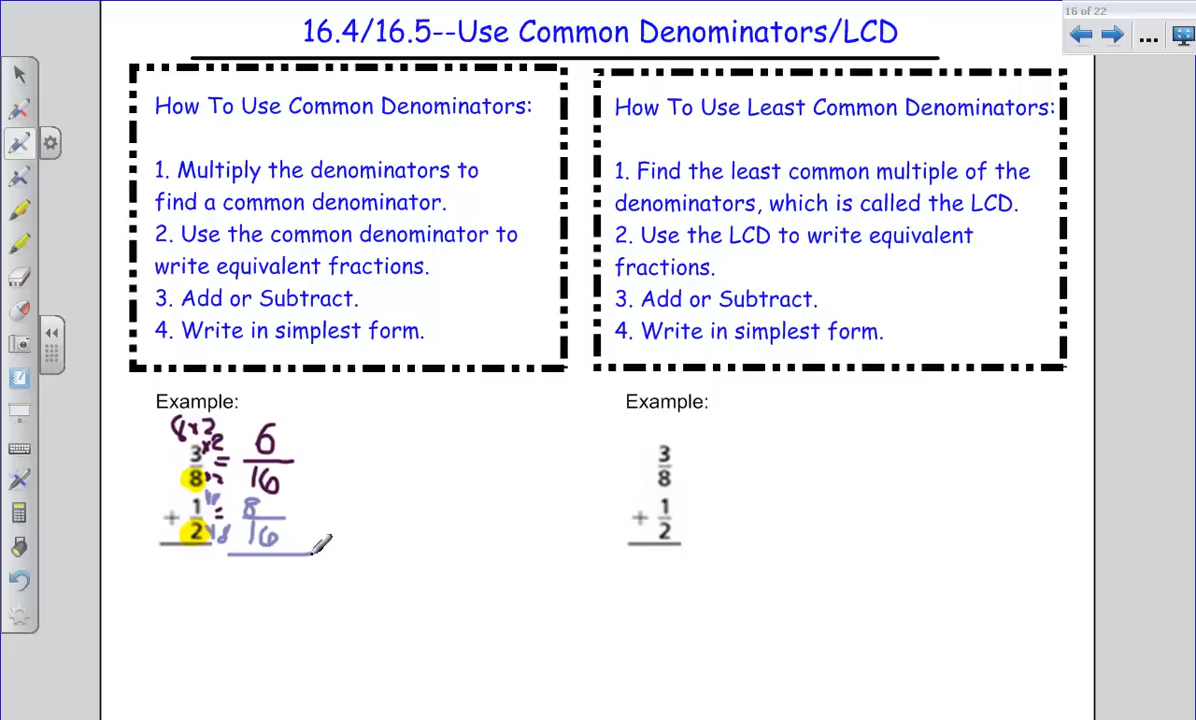 16 of 22
16.4/16.5--Use Common Denominators/LCD
How To Use Common Denominators:
1. Multiply the denominators to
find a common denominator.
2. Use the common denominator to
write equivalent fractions.
3. Add or Subtract.
4. Write in simplest form.
How To Use Least Common Denominators:
1. Find the least common multiple of the
denominators, which is called the LCD.
2. Use the LCD to write equivalent
fractions.
3. Add or Subtract.
4. Write in simplest form.
Example:
8x2
3 x2 = 6
8 x2 16
+ 1 = 8
2 x8 16
Example:
3
8
+ 1
2